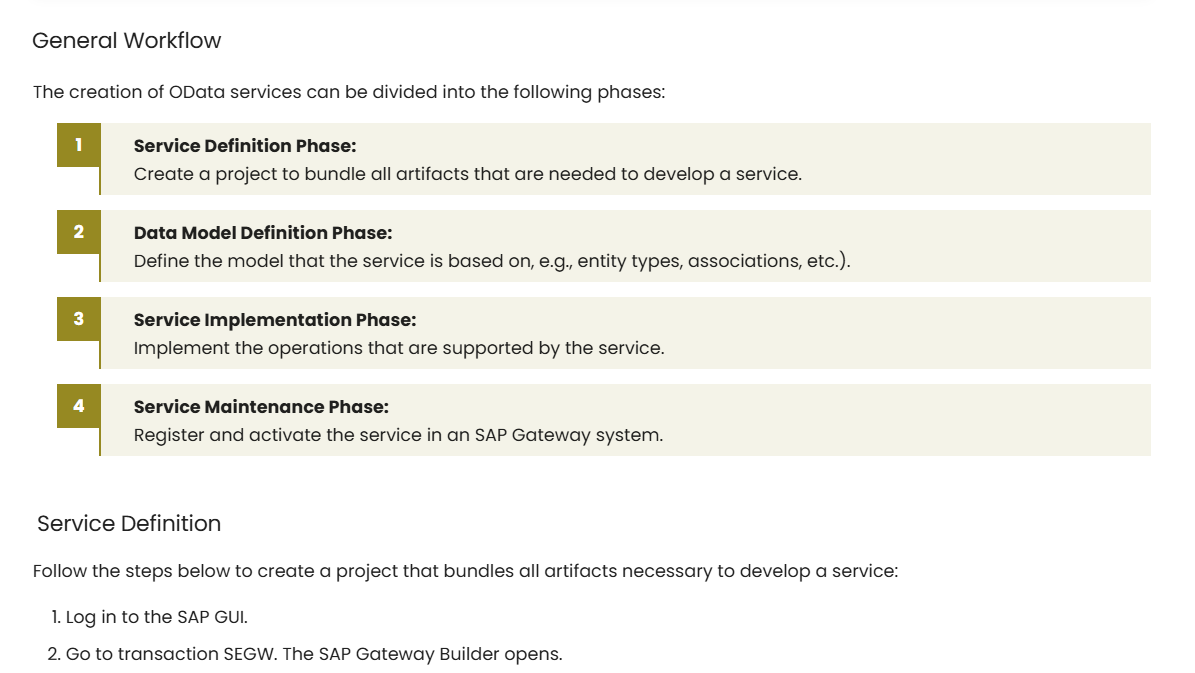 General Workflow
The creation of OData services can be divided into the following phases:
1
Service Definition Phase:
Create a project to bundle all artifacts that are needed to develop a service.
2
Data Model Definition Phase:
Define the model that the service is based on, e.g., entity types, associations, etc.).
3
Service Implementation Phase:
Implement the operations that are supported by the service.
4
Service Maintenance Phase:
Register and activate the service in an SAP Gateway system.
Service Definition
Follow the steps below to create a project that bundles all artifacts necessary to develop a service:
1. Log in to the SAP GUI.
2. Go to transaction SEGW. The SAP Gateway Builder opens.